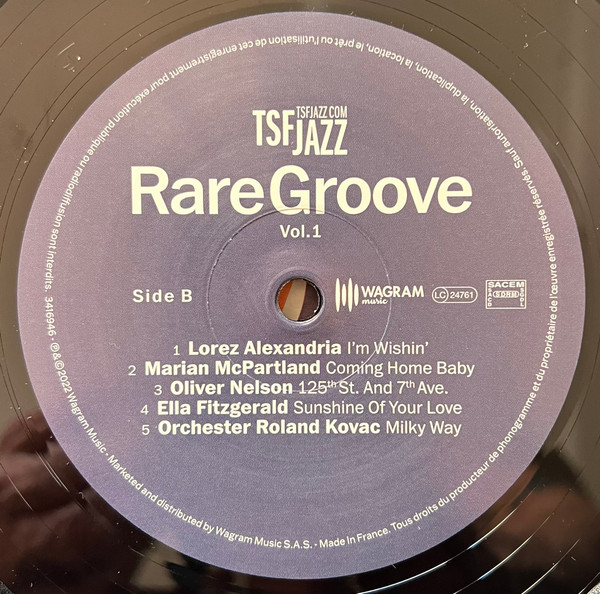 TSFJAZZ.COM
TSF JAZZ
RareGroove
Vol.1
Side B
WAGRAM
music
LC 24761
SACEM
SACD SDRM SGDL
1 Lorez Alexandria I'm Wishin'
2 Marian McPartland Coming Home Baby
3 Oliver Nelson 125th St. And 7th Ave.
4 Ella Fitzgerald Sunshine Of Your Love
5 Orchester Roland Kovac Milky Way
3416946 - ℗&©2022 Wagram Music - Marketed and distributed by Wagram Music S.A.S. - Made In France. Tous droits du producteur de phonogramme et du propriétaire de l'œuvre enregistrée réservés. Sauf autorisation, la duplication, la location, le prêt ou l'utilisation de cet enregistrement pour exécution publique ou radiodiffusion sont interdits.